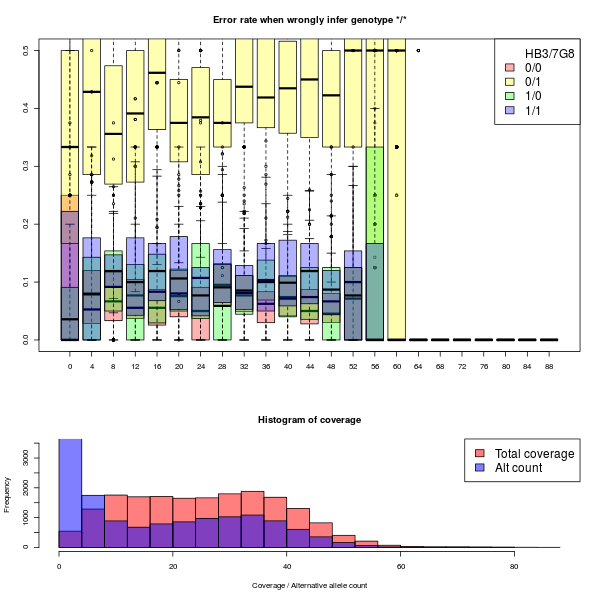 Error rate when wrongly infer genotype */*
0.5
0.4
0.3
0.2
0.1
0.0
HB3/7G8
0/0
0/1
1/0
1/1
0 4 8 12 16 20 24 28 32 36 40 44 48 52 56 60 64 68 72 76 80 84 88
Histogram of coverage
Frequency
3000
2000
1000
0
Total coverage
Alt count
0 20 40 60 80
Coverage / Alternative allele count